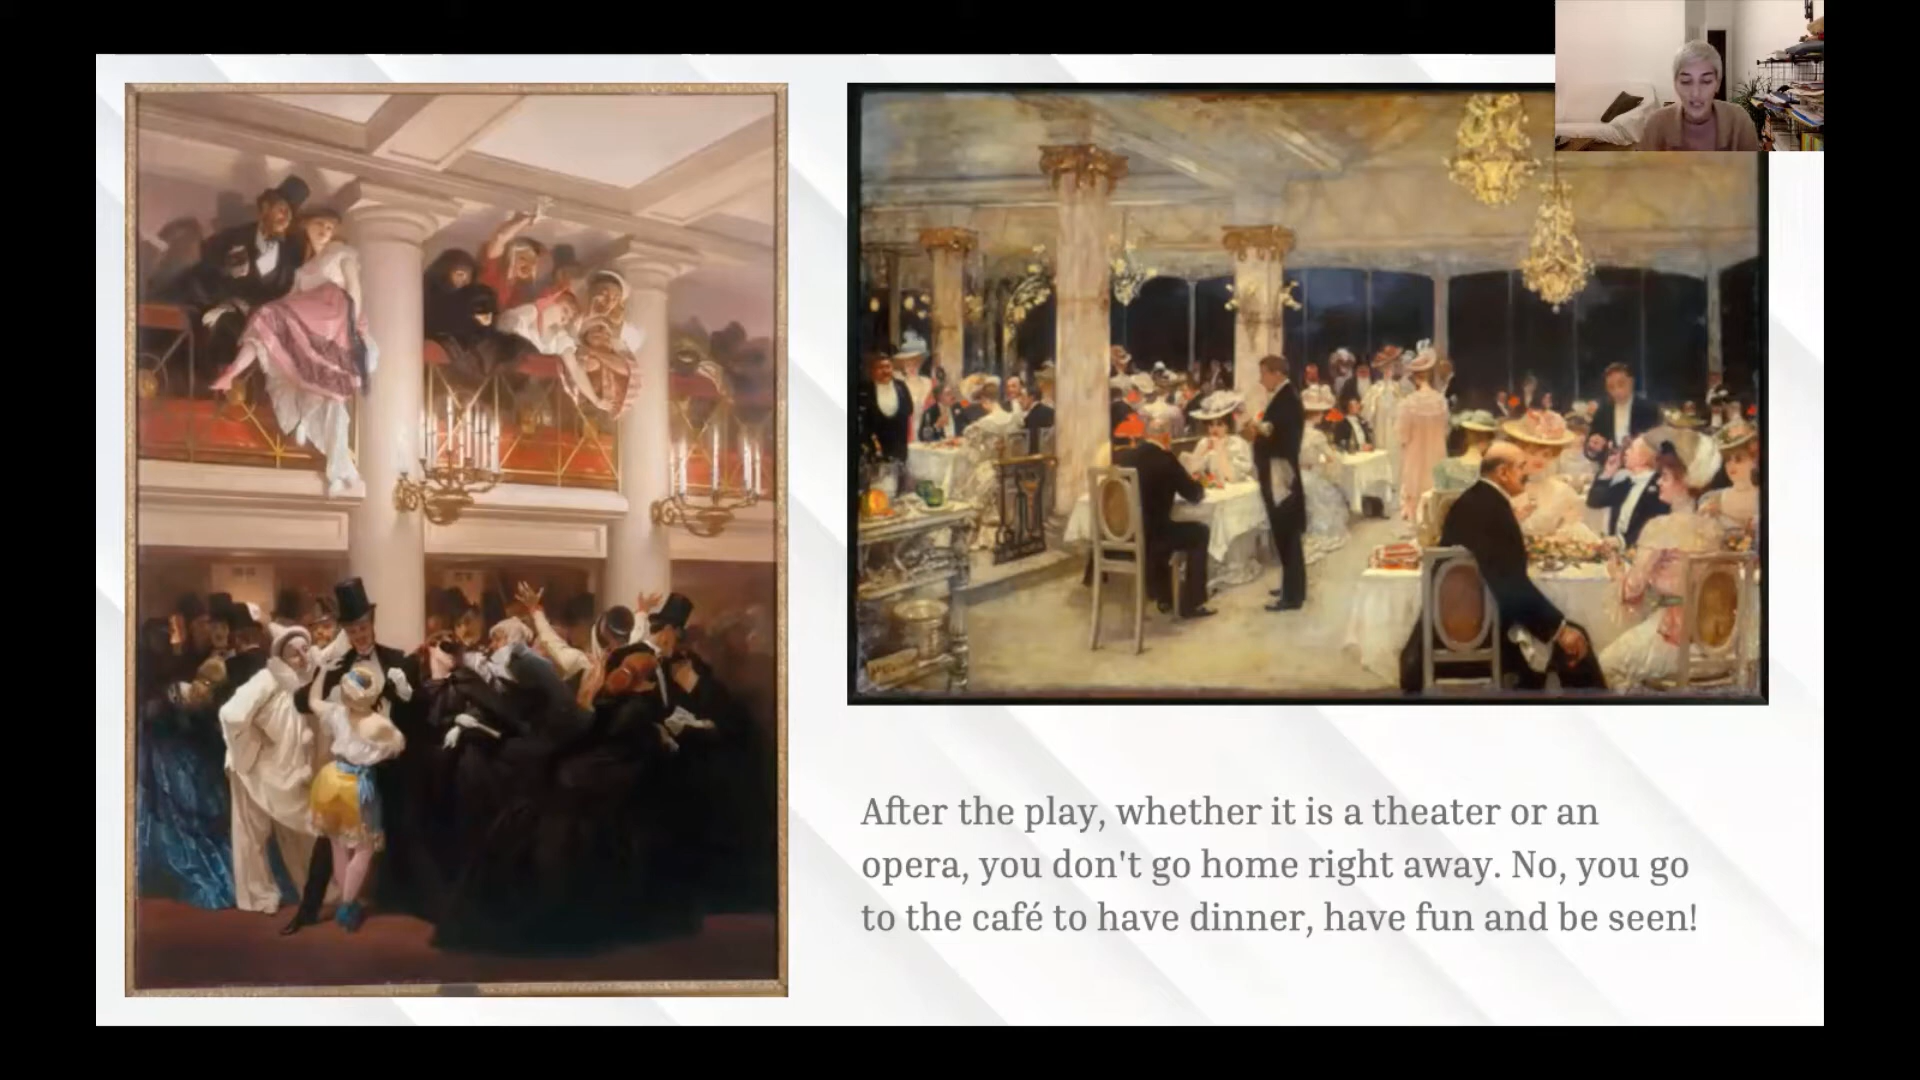 After the play, whether it is a theater or an
opera, you don't go home right away. No, you go
to the café to have dinner, have fun and be seen!